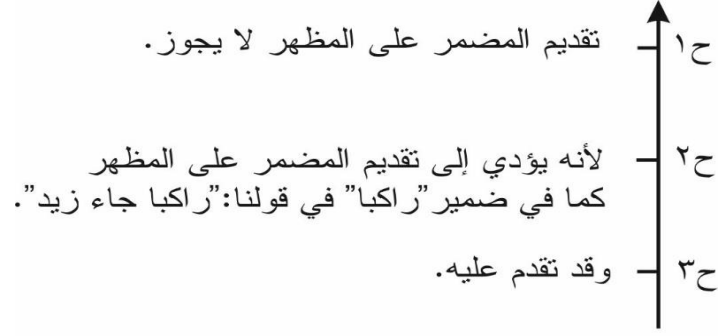 ح١ تقديم المضمر على المظهر لا يجوز.
ح٢ لأنه يؤدي إلى تقديم المضمر على المظهر
كما في ضمير"راكبا" في قولنا:"راكبا جاء زيد".
ح٣ وقد تقدم عليه.